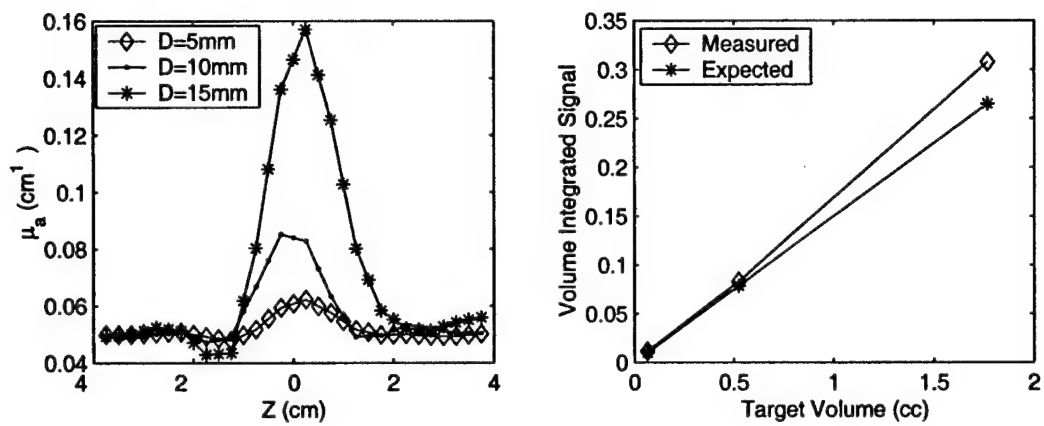 0.16
0.14
0.12
0.1
0.08
0.06
0.04
μa (cm1)
D=5mm
D=10mm
D=15mm
4
2
0
2
4
Z (cm)
0.35
0.3
0.25
0.2
0.15
0.1
0.05
0
Volume Integrated Signal
Measured
Expected
0
0.5
1
1.5
2
Target Volume (cc)